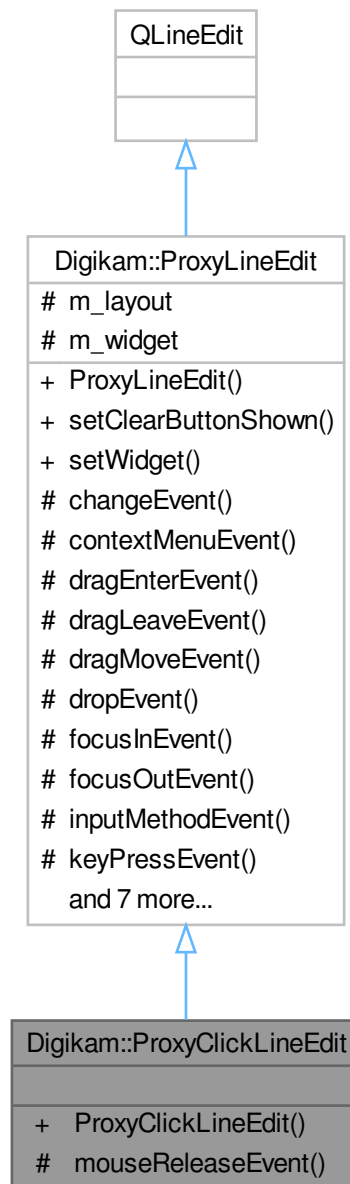 QLineEdit
Digikam::ProxyLineEdit
# m_layout
# m_widget
+ ProxyLineEdit()
+ setClearButtonShown()
+ setWidget()
# changeEvent()
# contextMenuEvent()
# dragEnterEvent()
# dragLeaveEvent()
# dragMoveEvent()
# dropEvent()
# focusInEvent()
# focusOutEvent()
# inputMethodEvent()
# keyPressEvent()
and 7 more...
Digikam::ProxyClickLineEdit
+ ProxyClickLineEdit()
# mouseReleaseEvent()